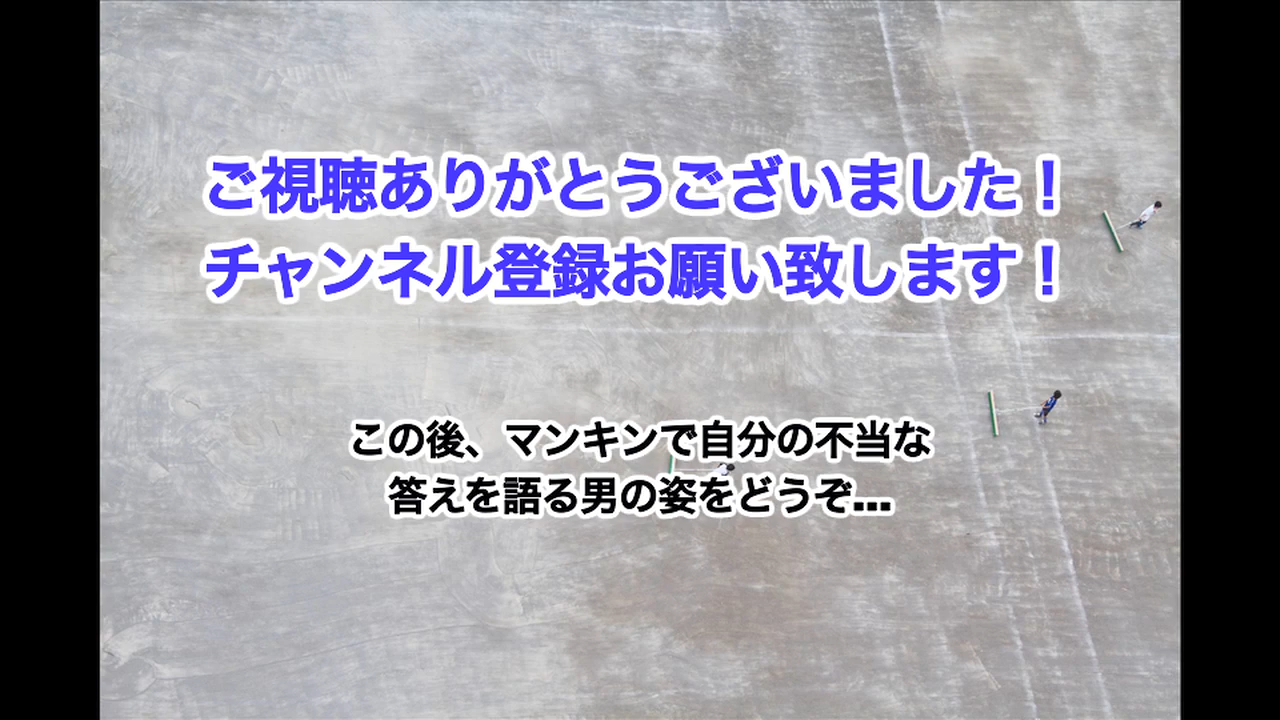 ご視聴ありがとうございました！
チャンネル登録お願い致します！
この後、マンキンで自分の不当な
答えを語る男の姿をどうぞ...